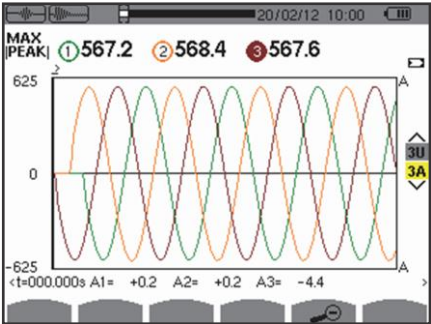 20/02/12 10:00
MAX
|PEAK| 1 567.2 2 568.4 3 567.6
625 A
3U
0
3A
-625 A
<t=000.000s A1= +0.2 A2= +0.2 A3= -4.4 >